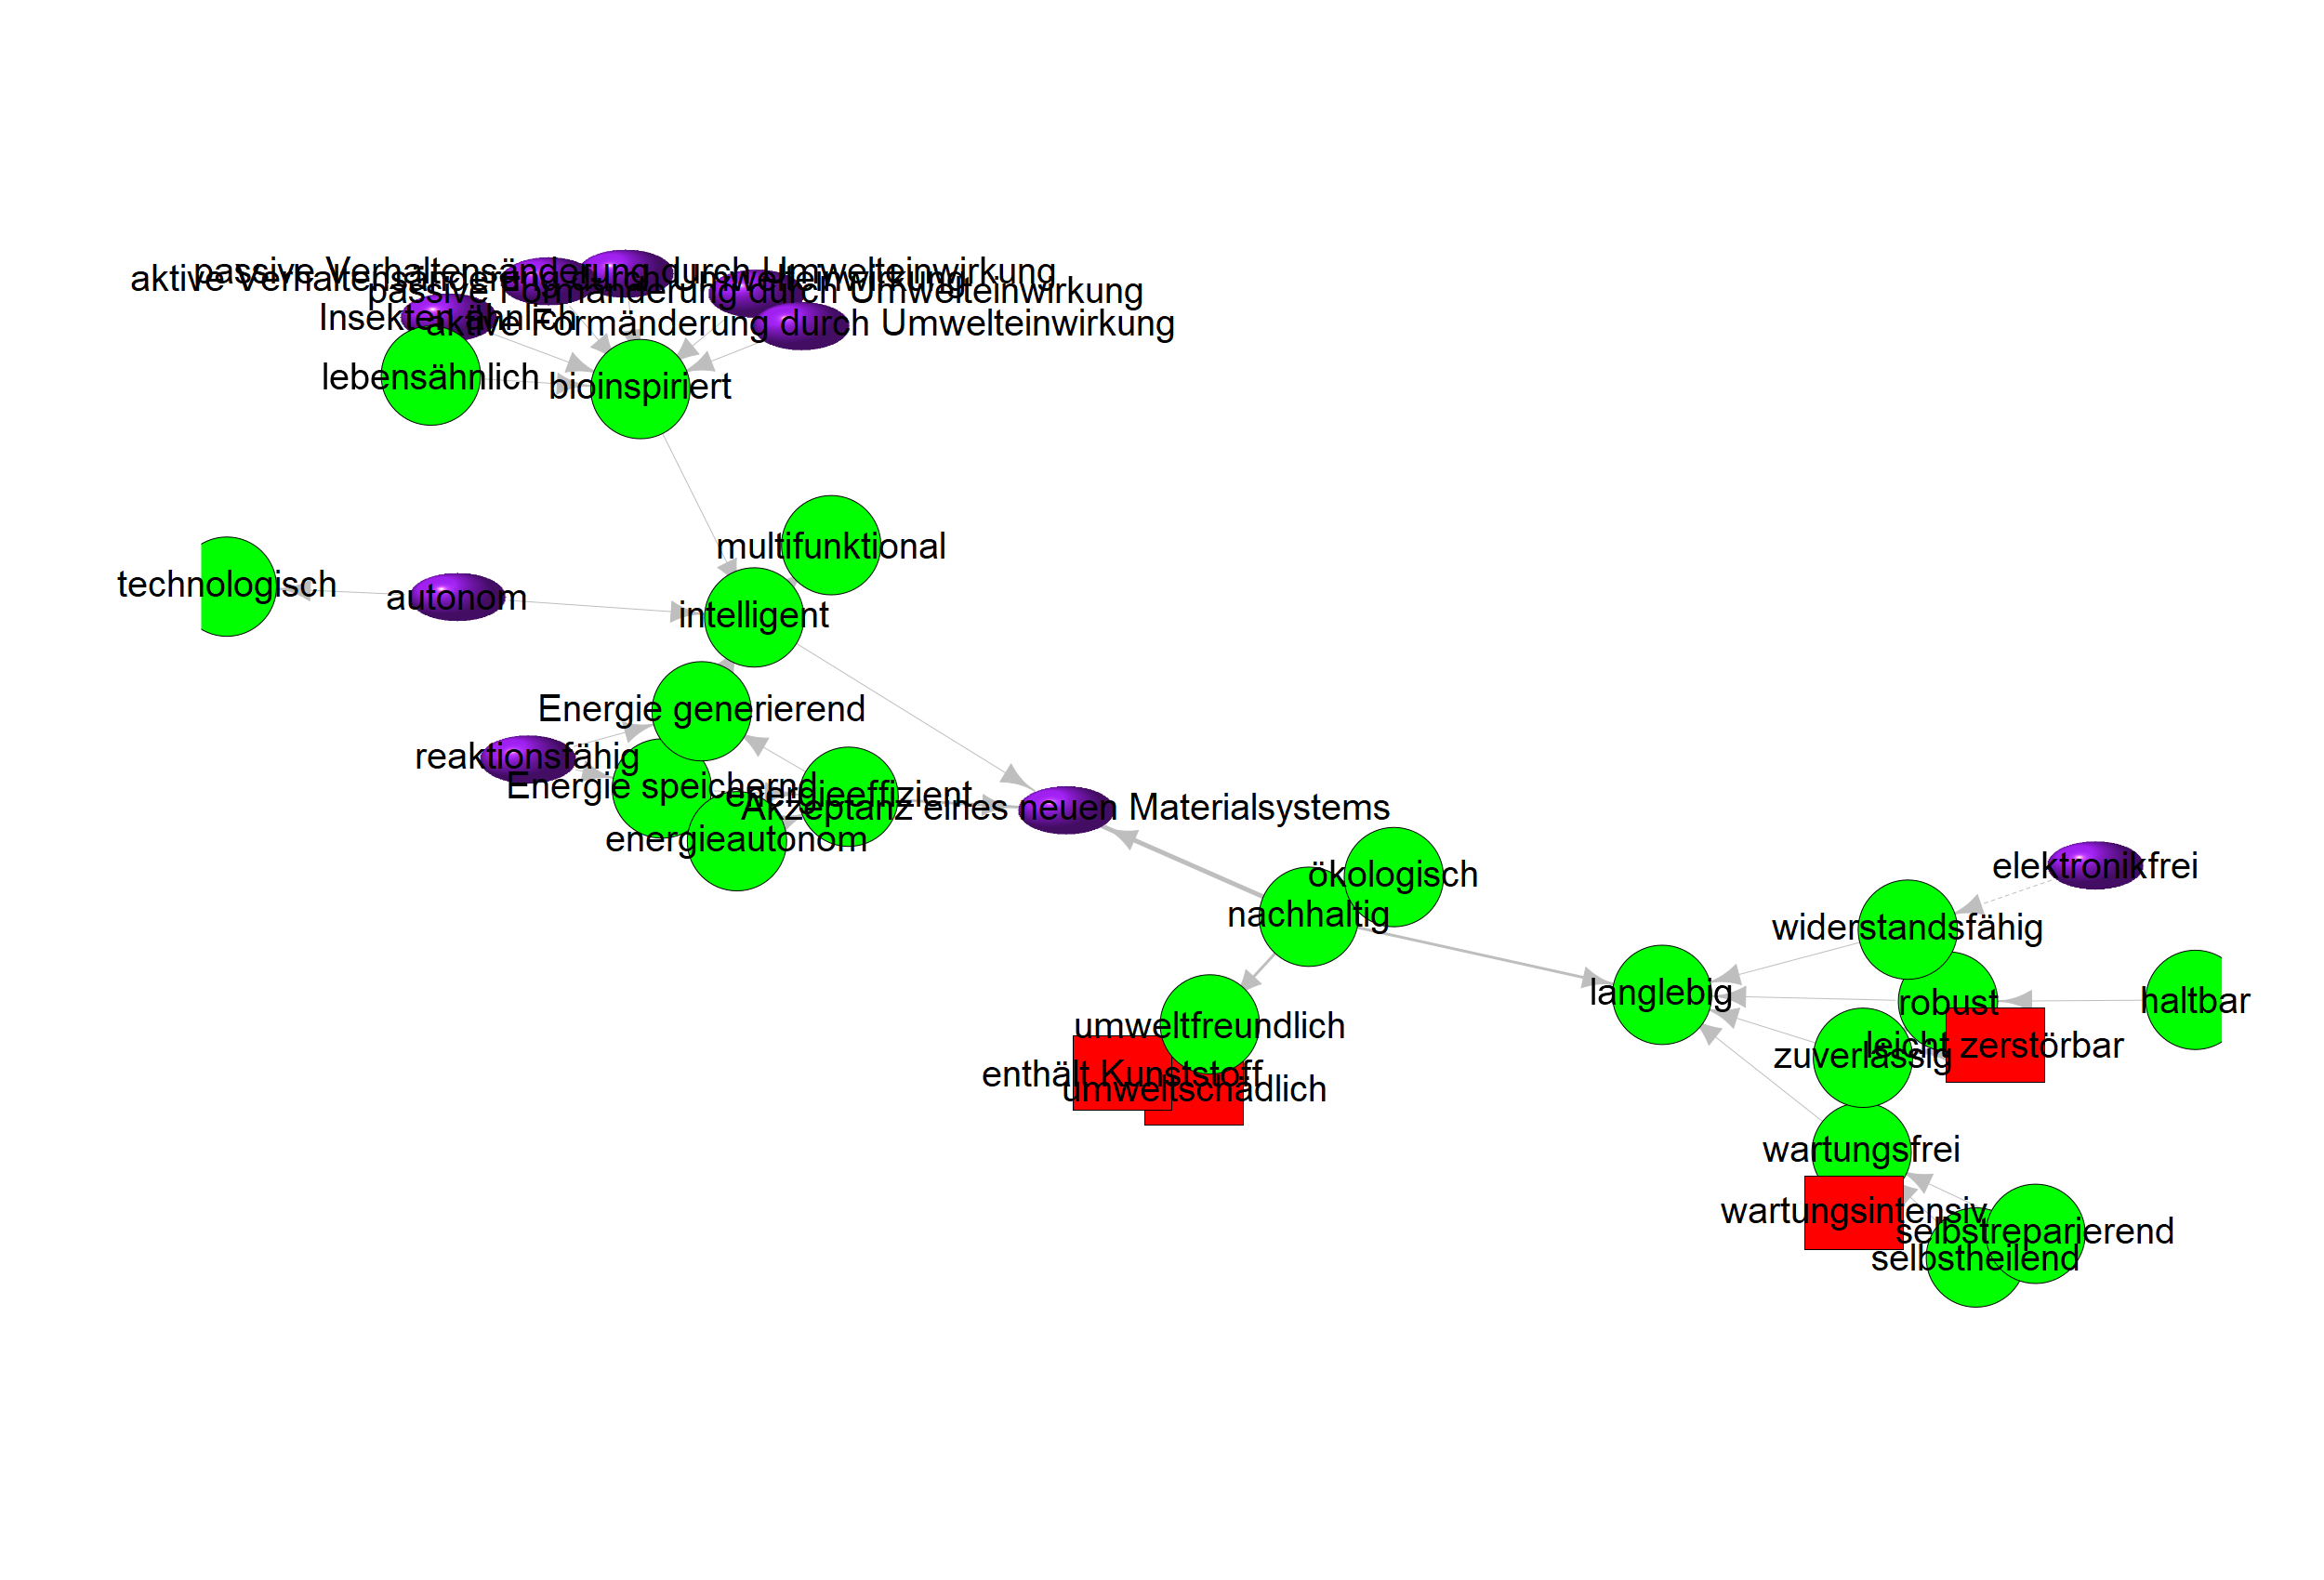 passive Verhaltensänderung durch Umwelteinwirkung
aktive Verhaltensänderung durch Umwelteinwirkung
passive Formänderung durch Umwelteinwirkung
Insekten ähnlich
aktive Formänderung durch Umwelteinwirkung
lebensähnlich
bioinspiriert
multifunktional
technologisch
autonom
intelligent
Energie generierend
reaktionsfähig
Energie speichernd
energieeffizient
Akzeptanz eines neuen Materialsystems
energieautonom
ökologisch
elektronikfrei
nachhaltig
widerstandsfähig
langlebig
robust
haltbar
umweltfreundlich
leicht zerstörbar
zuverlässig
enthält Kunststoff
umweltschädlich
wartungsfrei
wartungsintensiv
selbstreparierend
selbstheilend